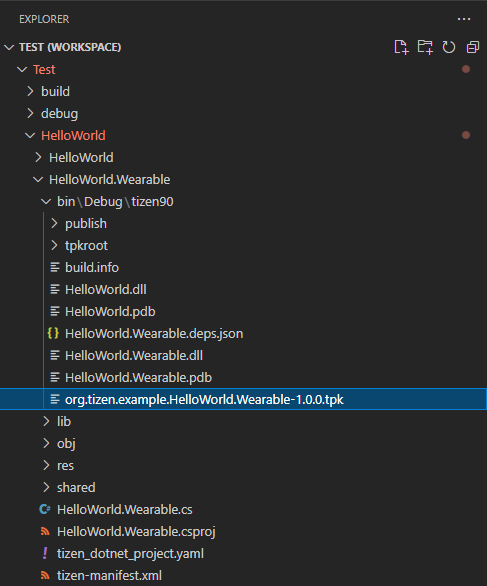 EXPLORER
TEST (WORKSPACE)
Test
build
debug
HelloWorld
HelloWorld
HelloWorld.Wearable
bin\Debug\tizen90
publish
tpkroot
build.info
HelloWorld.dll
HelloWorld.pdb
HelloWorld.Wearable.deps.json
HelloWorld.Wearable.dll
HelloWorld.Wearable.pdb
org.tizen.example.HelloWorld.Wearable-1.0.0.tpk
lib
obj
res
shared
HelloWorld.Wearable.cs
HelloWorld.Wearable.csproj
tizen_dotnet_project.yaml
tizen-manifest.xml